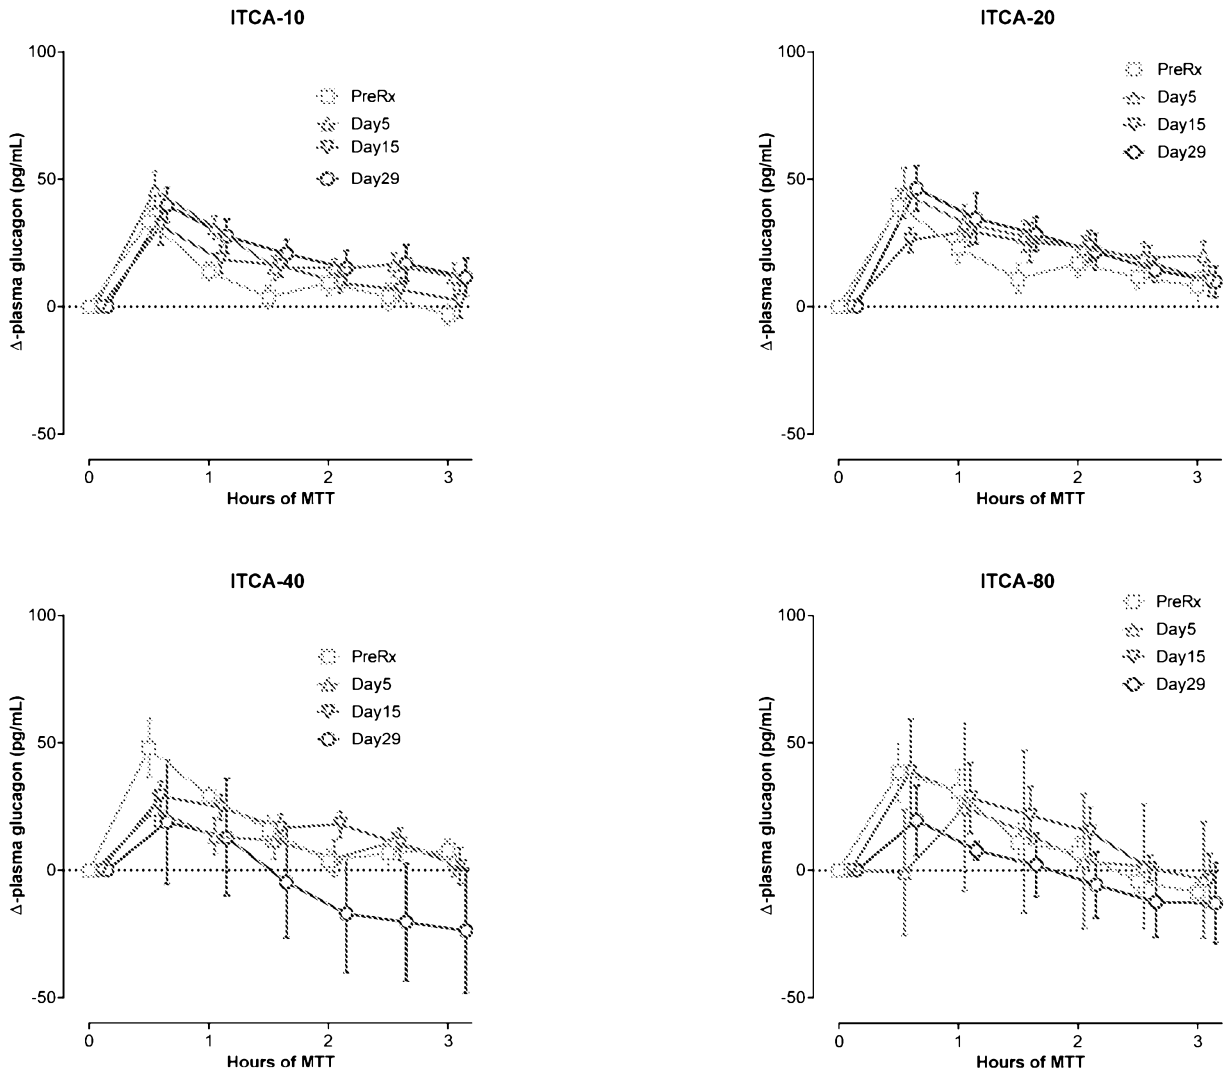 ITCA-10
100
50
0
-50
Δ-plasma glucagon (pg/mL)
PreRx
Day5
Day15
Day29
0 1 2 3
Hours of MTT
ITCA-20
100
50
0
-50
Δ-plasma glucagon (pg/mL)
PreRx
Day5
Day15
Day29
0 1 2 3
Hours of MTT
ITCA-40
100
50
0
-50
Δ-plasma glucagon (pg/mL)
PreRx
Day5
Day15
Day29
0 1 2 3
Hours of MTT
ITCA-80
100
50
0
-50
Δ-plasma glucagon (pg/mL)
PreRx
Day5
Day15
Day29
0 1 2 3
Hours of MTT